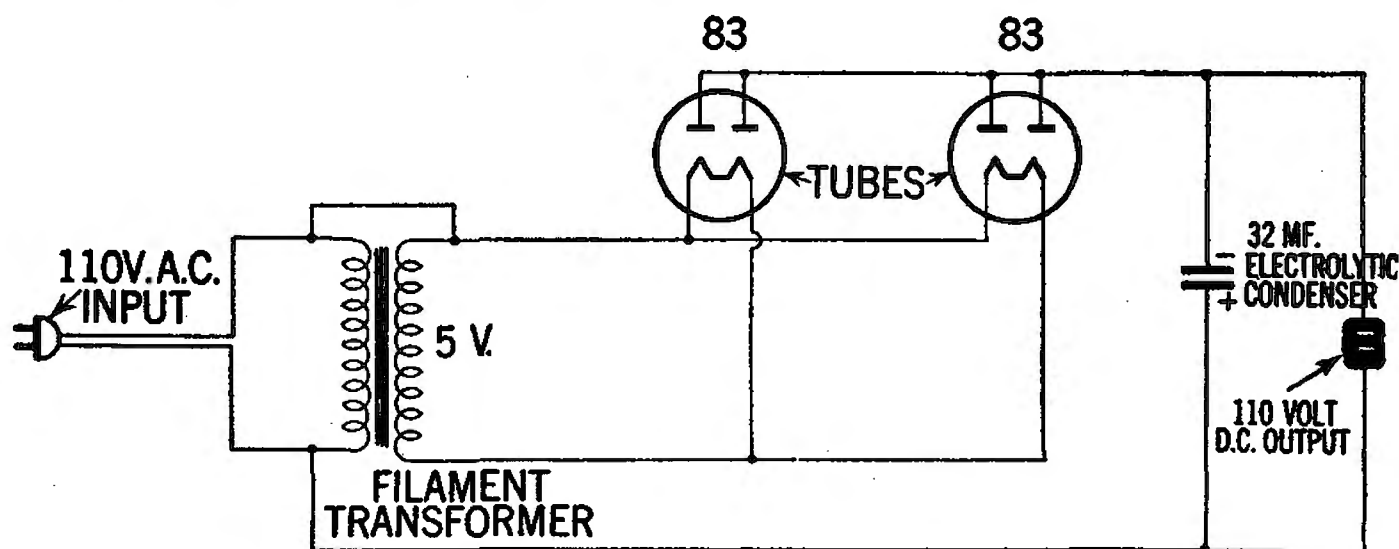 83
83
TUBES
110V. A.C.
INPUT
5 V.
FILAMENT
TRANSFORMER
−
32 MF.
ELECTROLYTIC
CONDENSER
+
110 VOLT
D.C. OUTPUT